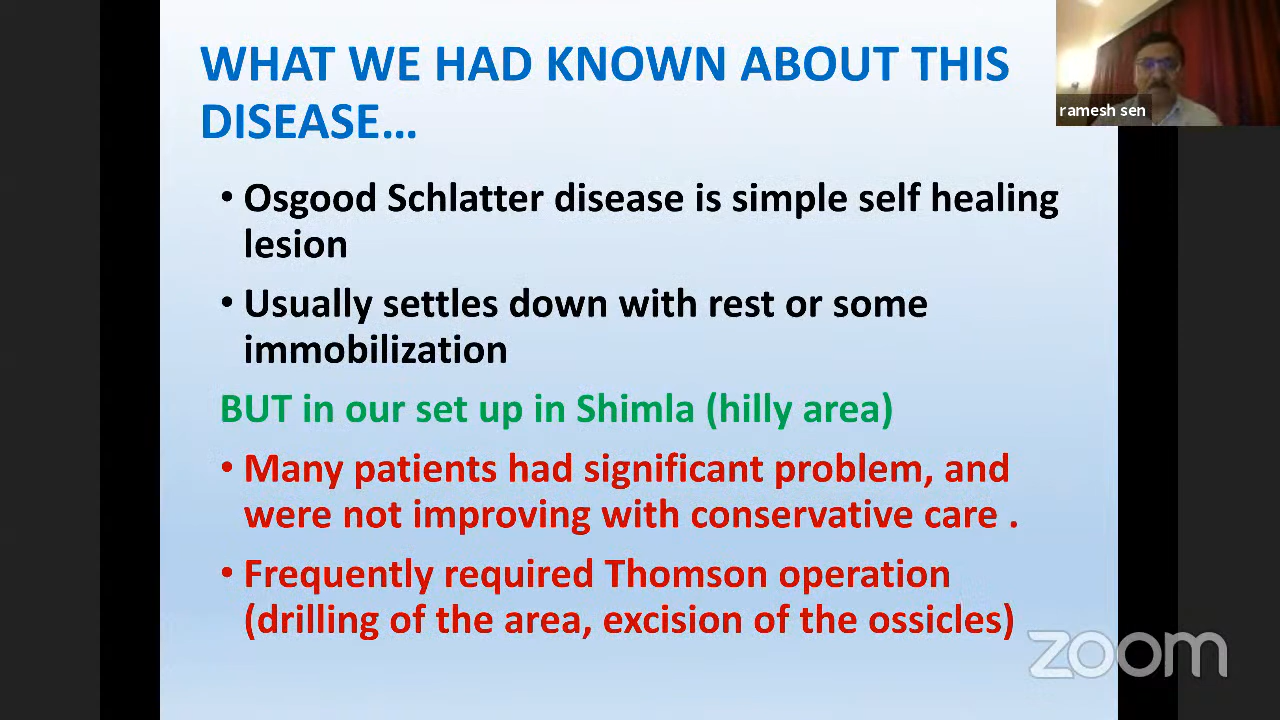 WHAT WE HAD KNOWN ABOUT THIS
DISEASE...
ramesh sen
• Osgood Schlatter disease is simple self healing
lesion
• Usually settles down with rest or some
immobilization
BUT in our set up in Shimla (hilly area)
• Many patients had significant problem, and
were not improving with conservative care .
• Frequently required Thomson operation
(drilling of the area, excision of the ossicles)
zoom